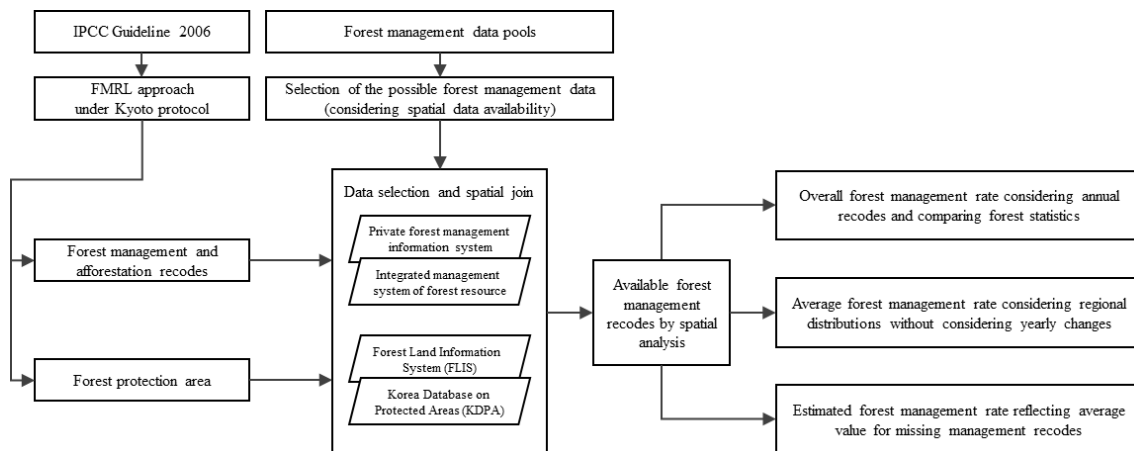 IPCC Guideline 2006
Forest management data pools
FMRL approach
under Kyoto protocol
Selection of the possible forest management data
(considering spatial data availability)
Data selection and spatial join
Private forest management
information system
Integrated management
system of forest resource
Forest Land Information
System (FLIS)
Korea Database on
Protected Areas (KDPA)
Forest management and
afforestation recodes
Forest protection area
Available forest
management
recodes by spatial
analysis
Overall forest management rate considering annual
recodes and comparing forest statistics
Average forest management rate considering regional
distributions without considering yearly changes
Estimated forest management rate reflecting average
value for missing management recodes